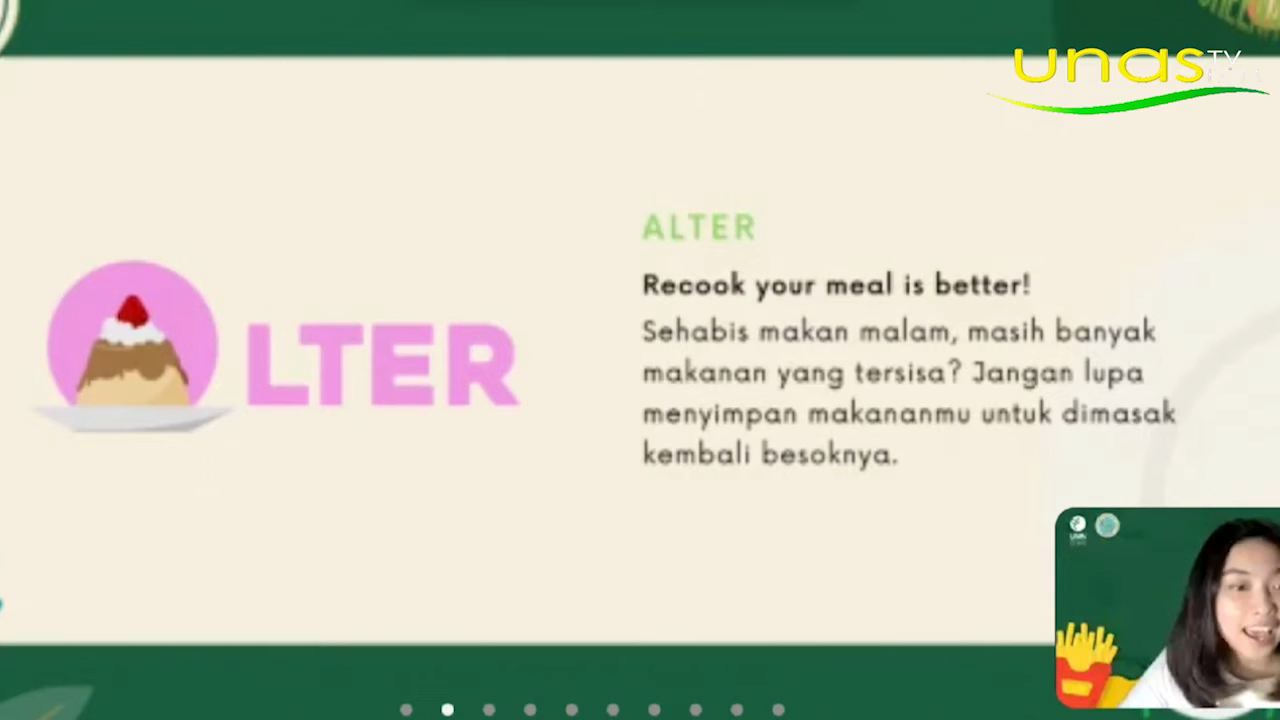 unas TV
ALTER
LTER
Recook your meal is better!
Sehabis makan malam, masih banyak
makanan yang tersisa? Jangan lupa
menyimpan makananmu untuk dimasak
kembali besoknya.